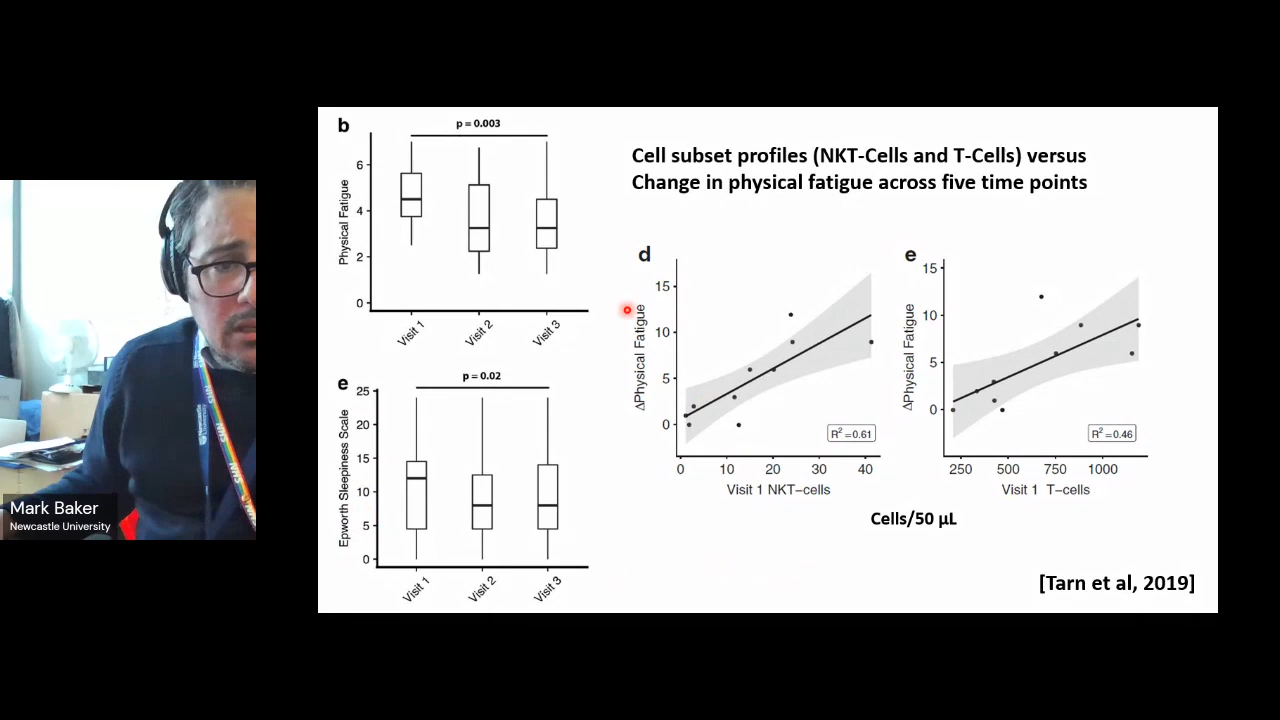 b
p = 0.003
6
4
2
0
Physical Fatigue
Visit 1
Visit 2
Visit 3
e
p = 0.02
25
20
15
10
5
0
Epworth Sleepiness Scale
Visit 1
Visit 2
Visit 3
Cell subset profiles (NKT-Cells and T-Cells) versus
Change in physical fatigue across five time points
d
15
10
5
0
ΔPhysical Fatigue
R²=0.61
0 10 20 30 40
Visit 1 NKT−cells
e
15
10
5
0
ΔPhysical Fatigue
R²=0.46
250 500 750 1000
Visit 1 T−cells
Cells/50 µL
[Tarn et al, 2019]
NHS
NHS
Mark Baker
Newcastle University